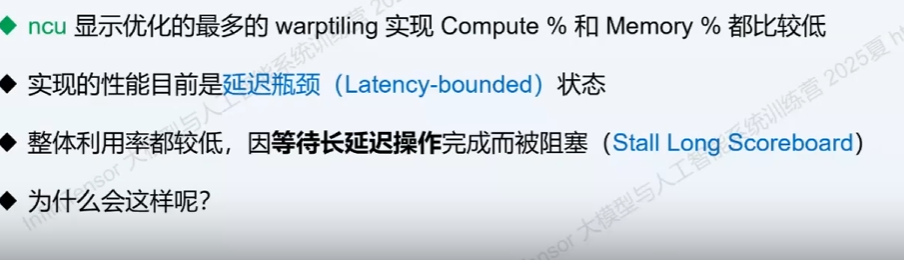 ncu 显示优化的最多的 warptiling 实现 Compute % 和 Memory % 都比较低
实现的性能目前是延迟瓶颈（Latency-bounded）状态
整体利用率都较低，因等待长延迟操作完成而被阻塞（Stall Long Scoreboard）
为什么会这样呢？
大模型与人工智能系统训练营 2025夏
大模型与人工智能系统训练营 2025夏